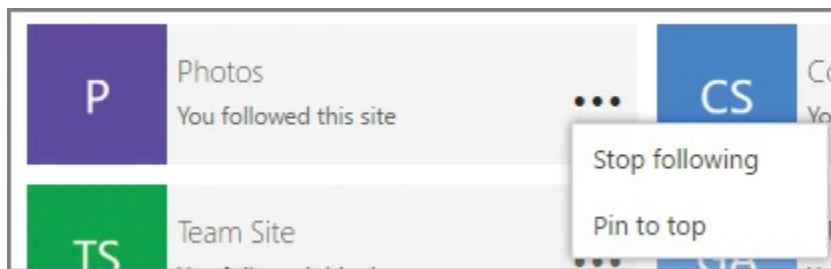 P
Photos
You followed this site
CS
Stop following
Pin to top
TS
Team Site